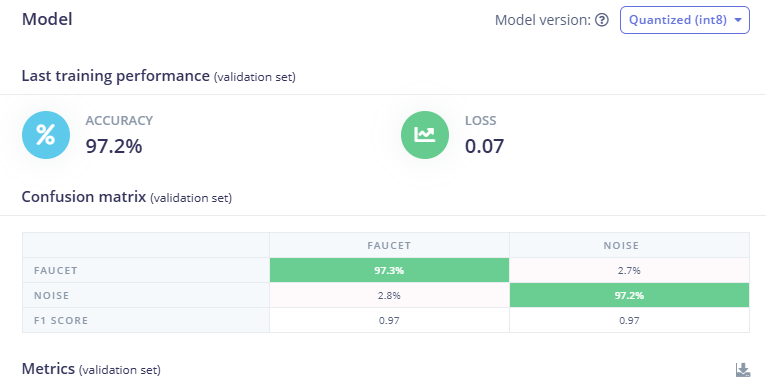 Model
Model version: Quantized (int8)
Last training performance (validation set)
% ACCURACY
97.2%
LOSS
0.07
Confusion matrix (validation set)
FAUCET NOISE
FAUCET 97.3% 2.7%
NOISE 2.8% 97.2%
F1 SCORE 0.97 0.97
Metrics (validation set)